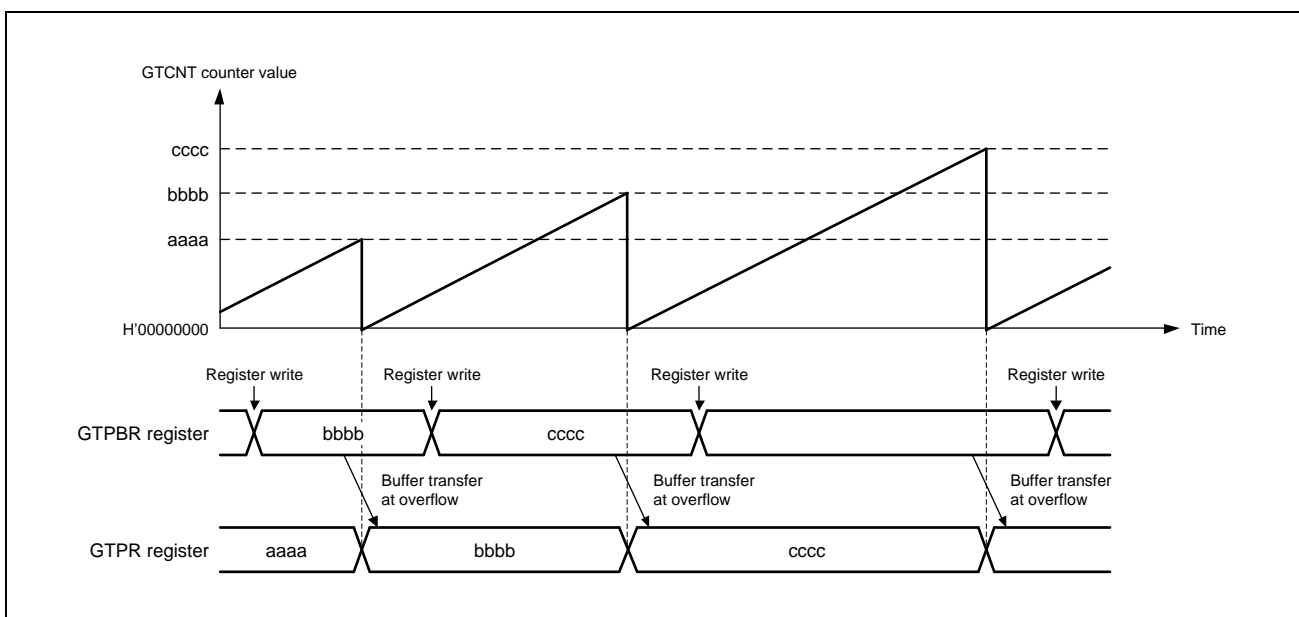 GTCNT counter value
cccc
bbbb
aaaa
H'00000000
Time
Register write
Register write
Register write
Register write
GTPBR register
bbbb
cccc
Buffer transfer
at overflow
Buffer transfer
at overflow
Buffer transfer
at overflow
GTPR register
aaaa
bbbb
cccc